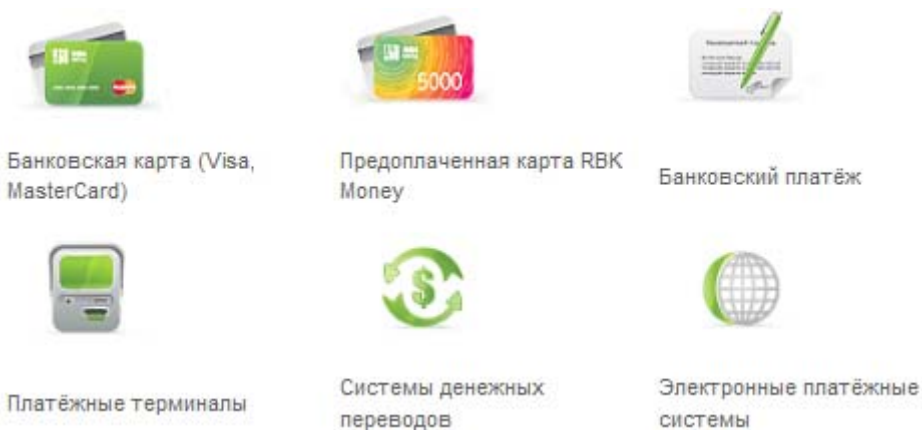 Банковская карта (Visa,
MasterCard)
5000
Предоплаченная карта RBK
Money
Банковский платёж
Платёжные терминалы
Системы денежных
переводов
Электронные платёжные
системы